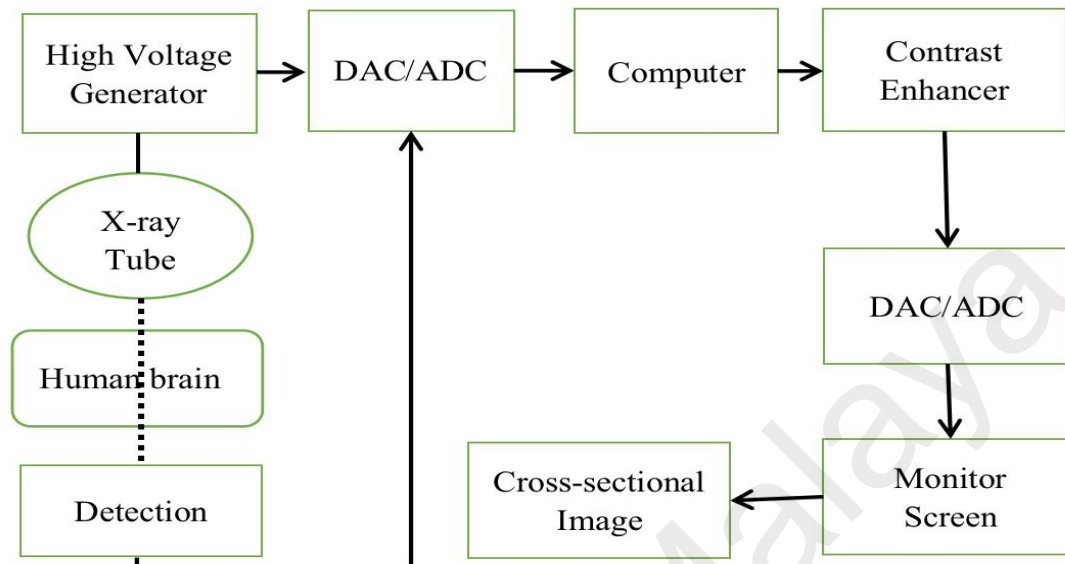 High Voltage
Generator
DAC/ADC
Computer
Contrast
Enhancer
X-ray
Tube
DAC/ADC
Human brain
Detection
Cross-sectional
Image
Monitor
Screen
Malaya